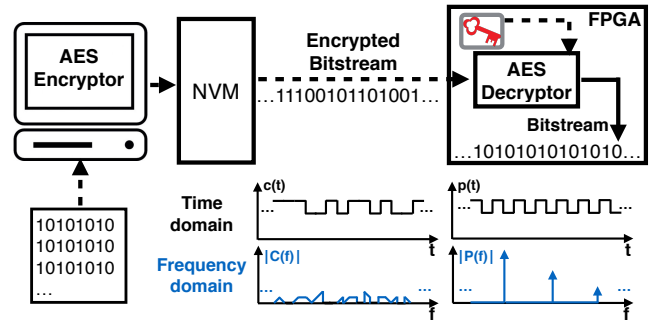 AES
Encryptor
NVM
Encrypted
Bitstream
...11100101101001...
FPGA
AES
Decryptor
Bitstream
...10101010101010...
10101010
10101010
10101010
...
Time
domain
c(t)
...
...
t
p(t)
...
...
t
Frequency
domain
|C(f)|
...
...
f
|P(f)|
...
...
f